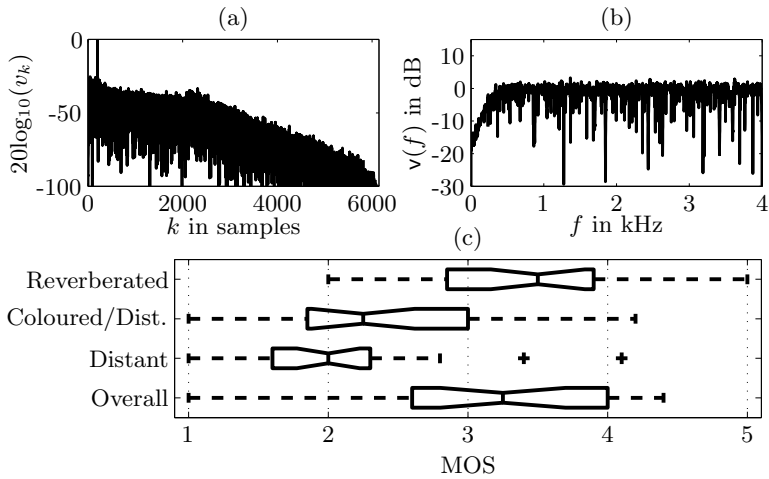 (a)
(b)
20log10(vk)
0
-50
-100
0
2000
4000
6000
k in samples
v(f) in dB
10
0
-10
-20
-30
0
1
2
3
4
f in kHz
(c)
Reverberated
Coloured/Dist.
Distant
Overall
1
2
3
4
5
MOS